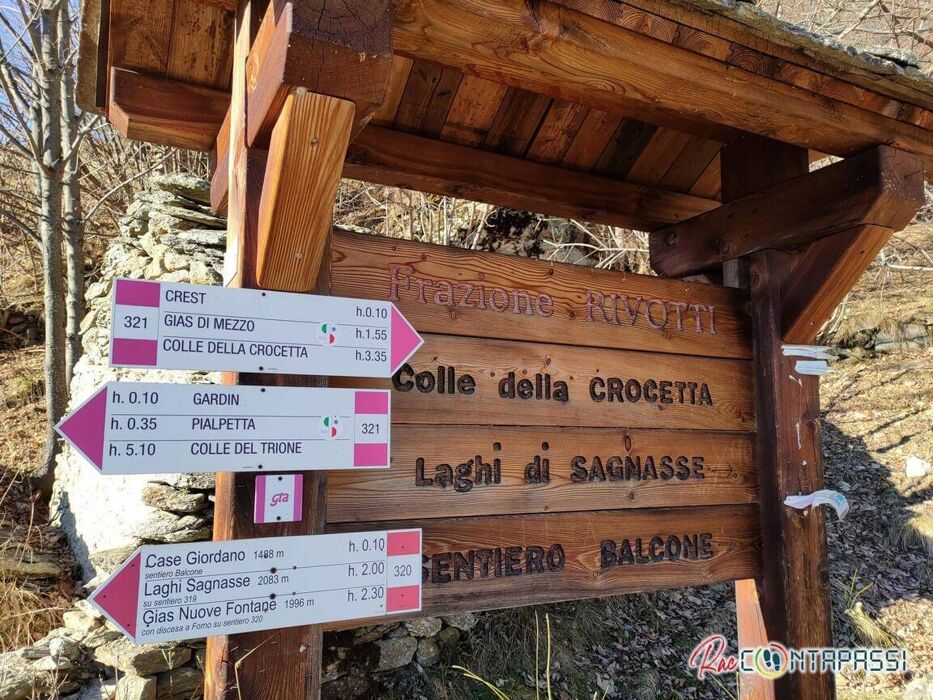 Frazione RIVOTTI
Colle della CROCETTA
Laghi di SAGNASSE
SENTIERO BALCONE
321 CREST h.0.10
GIAS DI MEZZO h.1.55
COLLE DELLA CROCETTA h.3.35
h. 0.10 GARDIN
h. 0.35 PIALPETTA 321
h. 5.10 COLLE DEL TRIONE
gta
Case Giordano 1488 m h. 0.10
sentiero Balcone
Laghi Sagnasse 2083 m h. 2.00 320
su sentiero 319
Gias Nuove Fontane 1996 m h. 2.30
con discesa a Forno su sentiero 320
RacCONTAPASSI